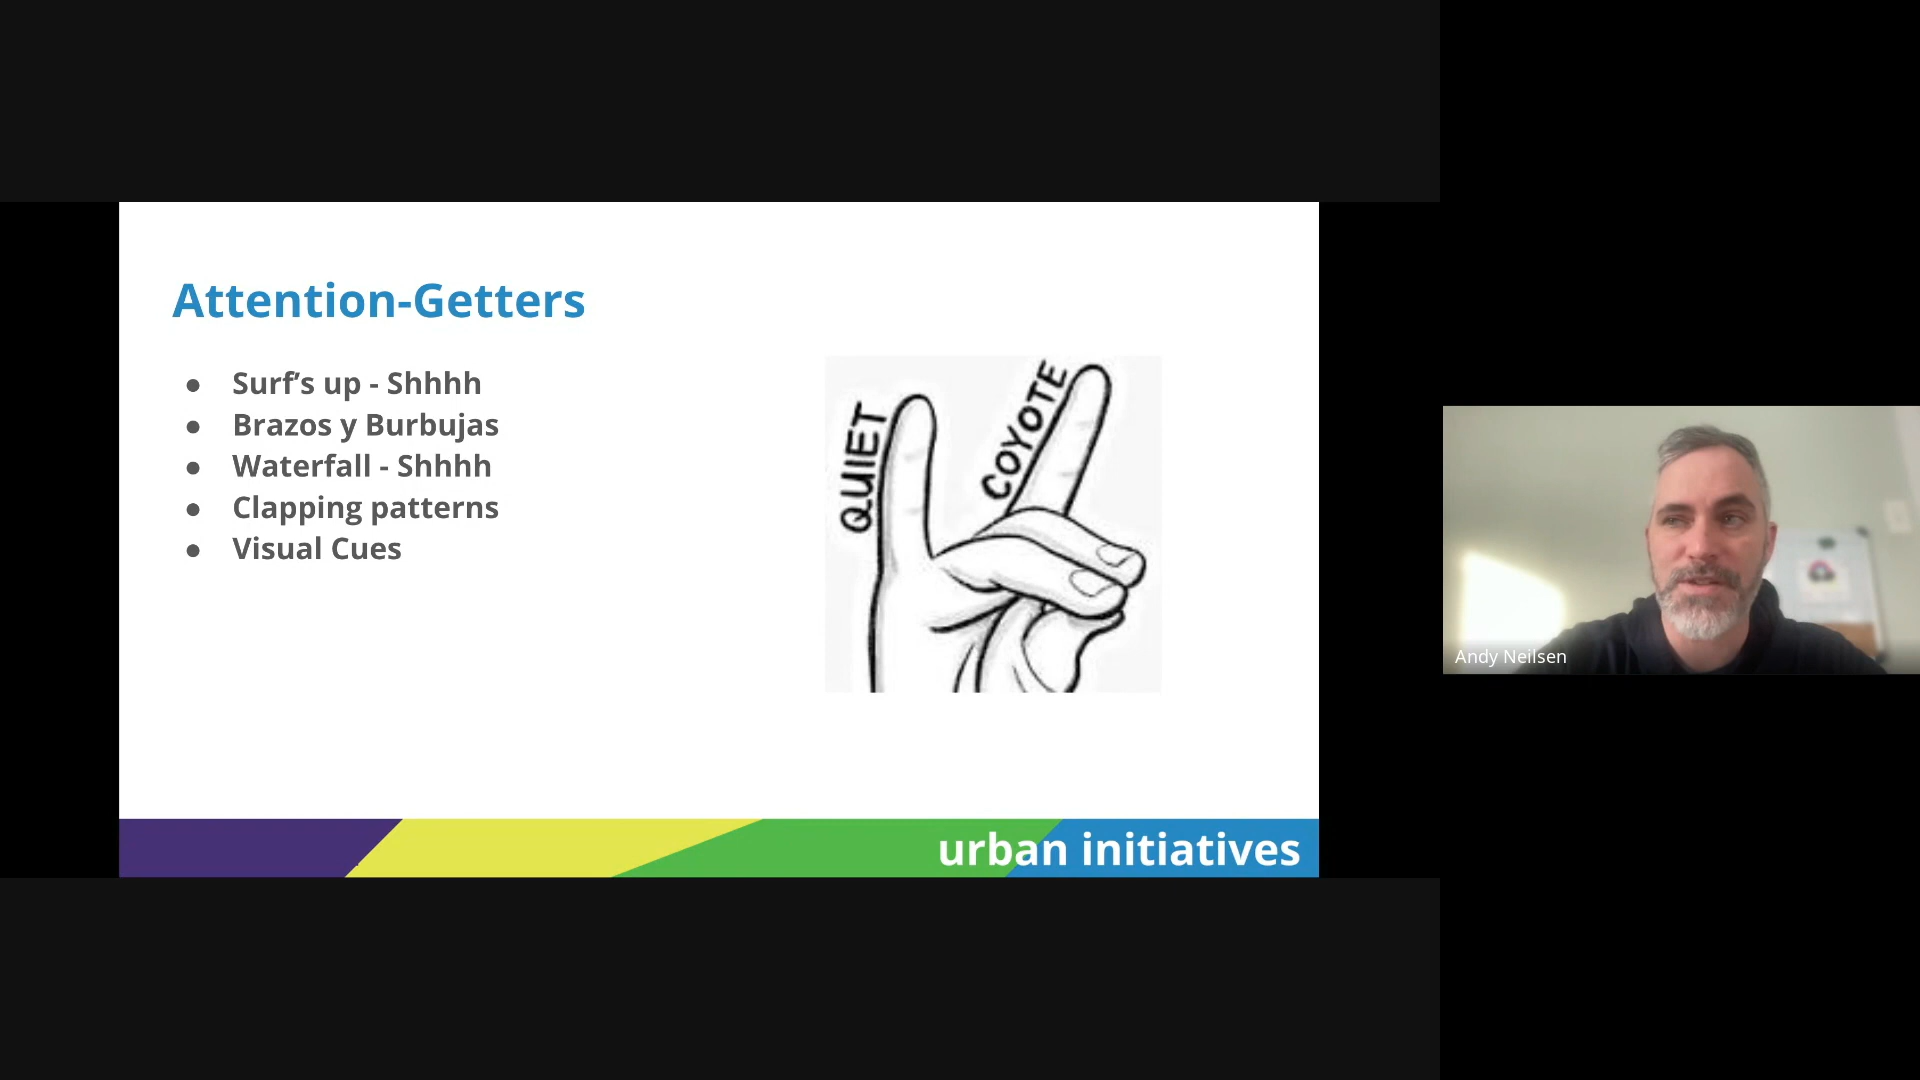 Attention-Getters
● Surf’s up - Shhhh
● Brazos y Burbujas
● Waterfall - Shhhh
● Clapping patterns
● Visual Cues
QUIET
COYOTE
urban initiatives
Andy Neilsen